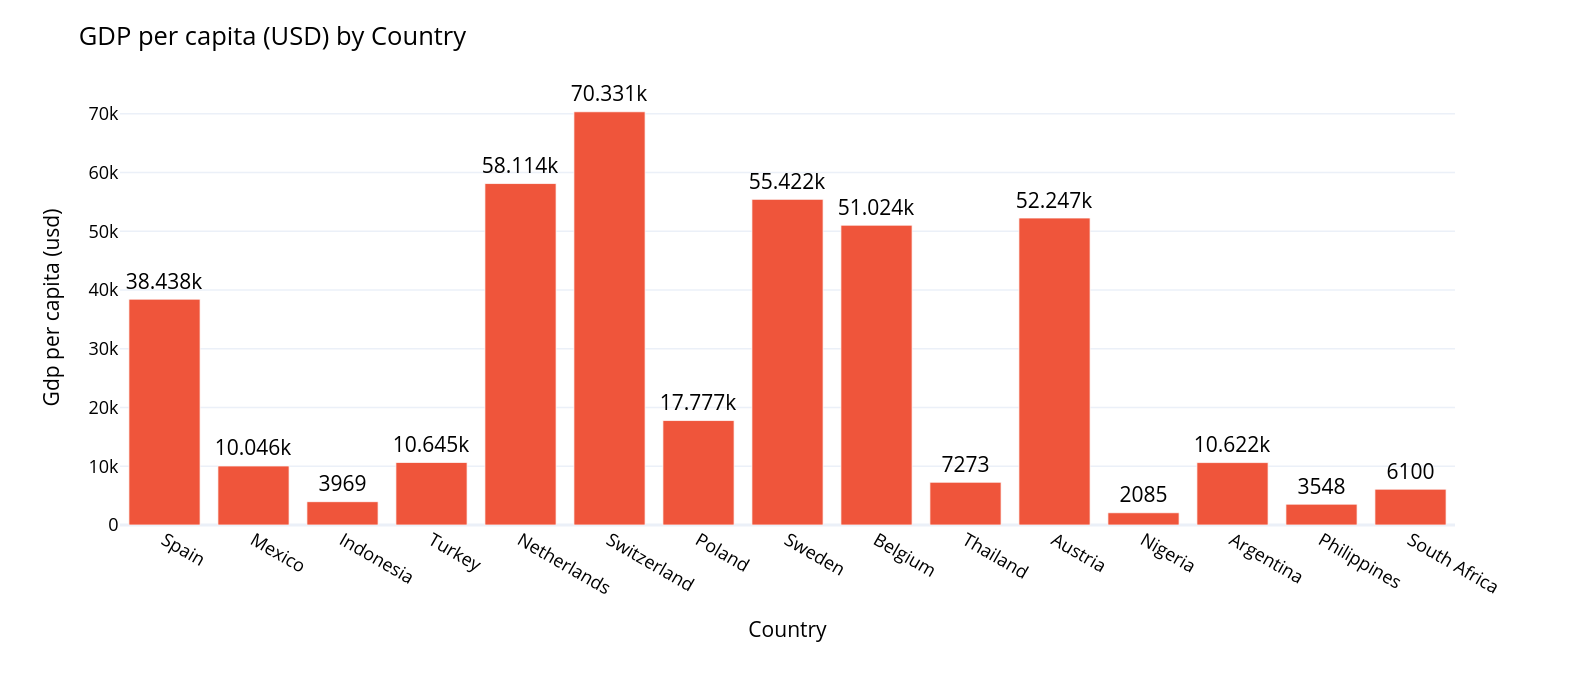 GDP per capita (USD) by Country
Gdp per capita (usd)
70k
60k
50k
40k
30k
20k
10k
0
38.438k
10.046k
3969
10.645k
58.114k
70.331k
17.777k
55.422k
51.024k
7273
52.247k
2085
10.622k
3548
6100
Spain
Mexico
Indonesia
Turkey
Netherlands
Switzerland
Poland
Sweden
Belgium
Thailand
Austria
Nigeria
Argentina
Philippines
South Africa
Country